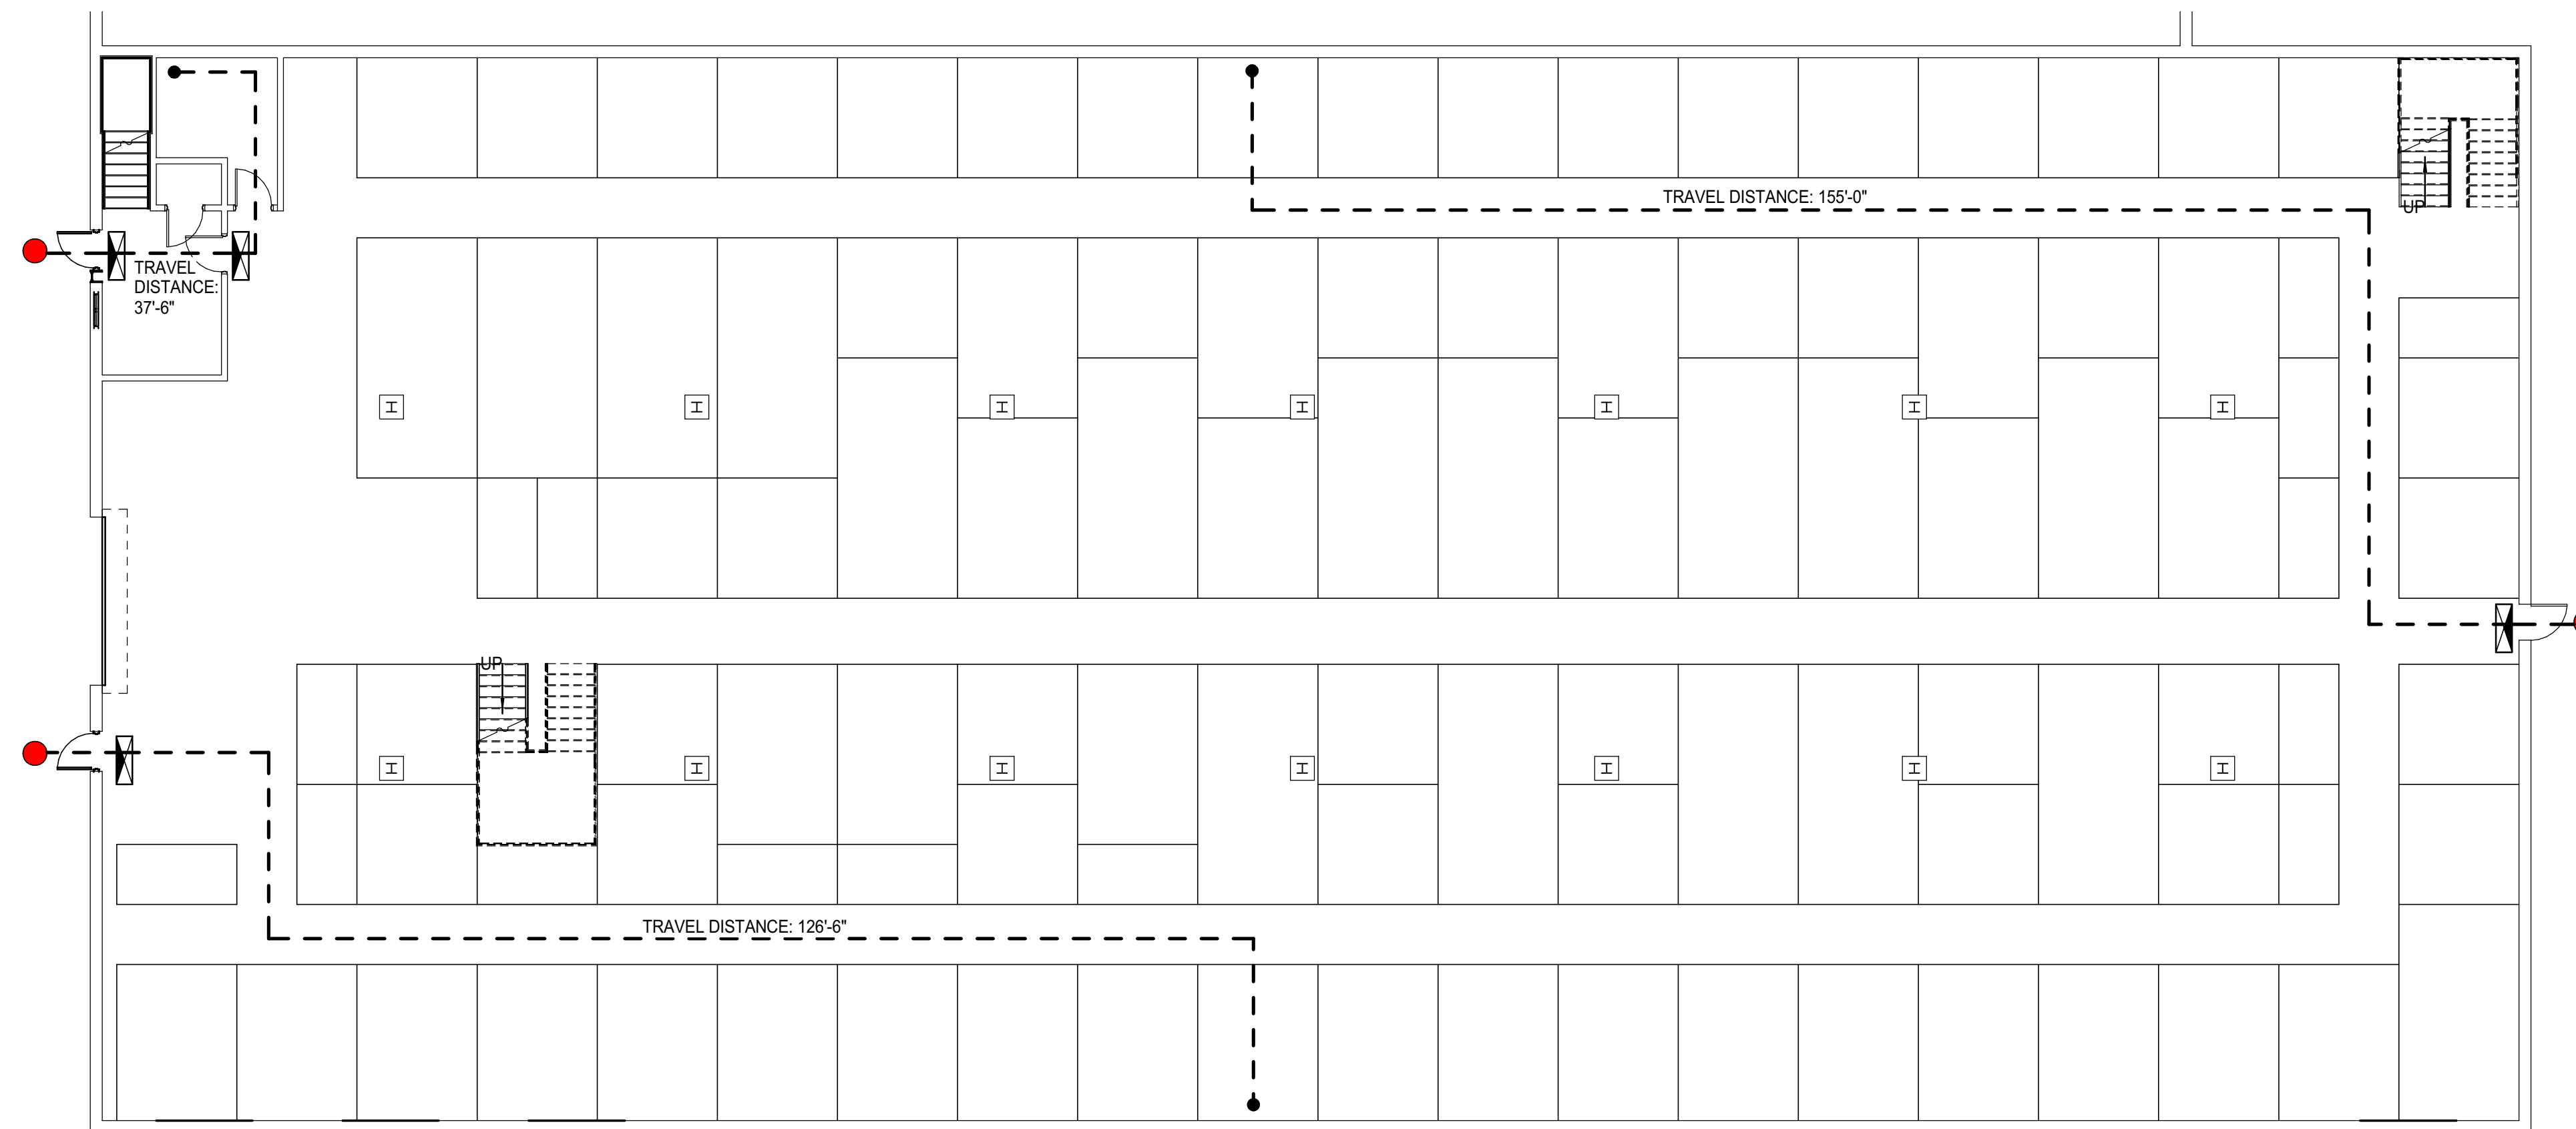 TRAVEL DISTANCE: 155'-0"
UP
TRAVEL
DISTANCE:
37'-6"
UP
TRAVEL DISTANCE: 126'-6"